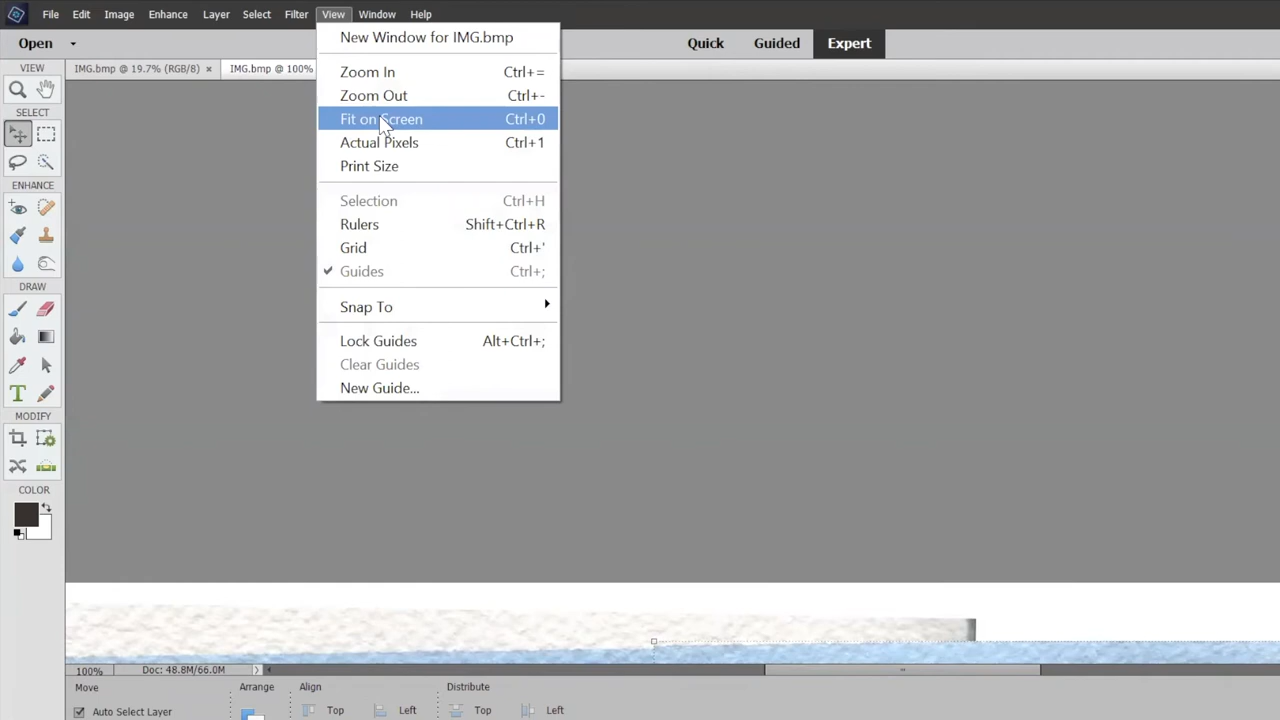 File Edit Image Enhance Layer Select Filter View Window Help
Open Quick Guided Expert
VIEW IMG.bmp @ 19.7% (RGB/8) × IMG.bmp @ 100%
New Window for IMG.bmp
Zoom In Ctrl+=
Zoom Out Ctrl+-
Fit on Screen Ctrl+0
Actual Pixels Ctrl+1
Print Size
Selection Ctrl+H
Rulers Shift+Ctrl+R
Grid Ctrl+'
Guides Ctrl+;
Snap To
Lock Guides Alt+Ctrl+;
Clear Guides
New Guide...
SELECT
ENHANCE
DRAW
T
MODIFY
COLOR
100% Doc: 48.8M/66.0M
Move Arrange Align Distribute
Auto Select Layer Top Left Top Left